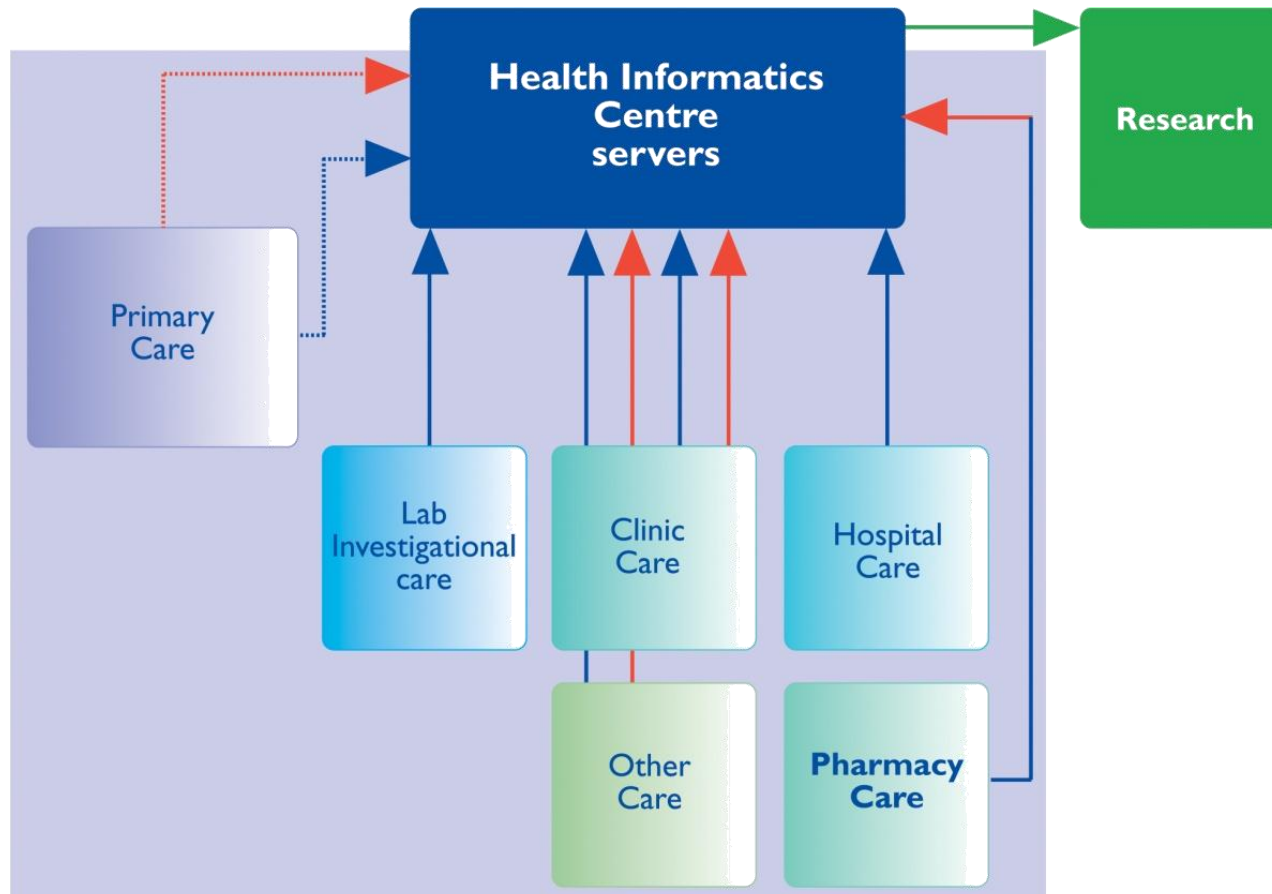 Health Informatics
Centre
servers
Research
Primary
Care
Lab
Investigational
care
Clinic
Care
Hospital
Care
Other
Care
Pharmacy
Care